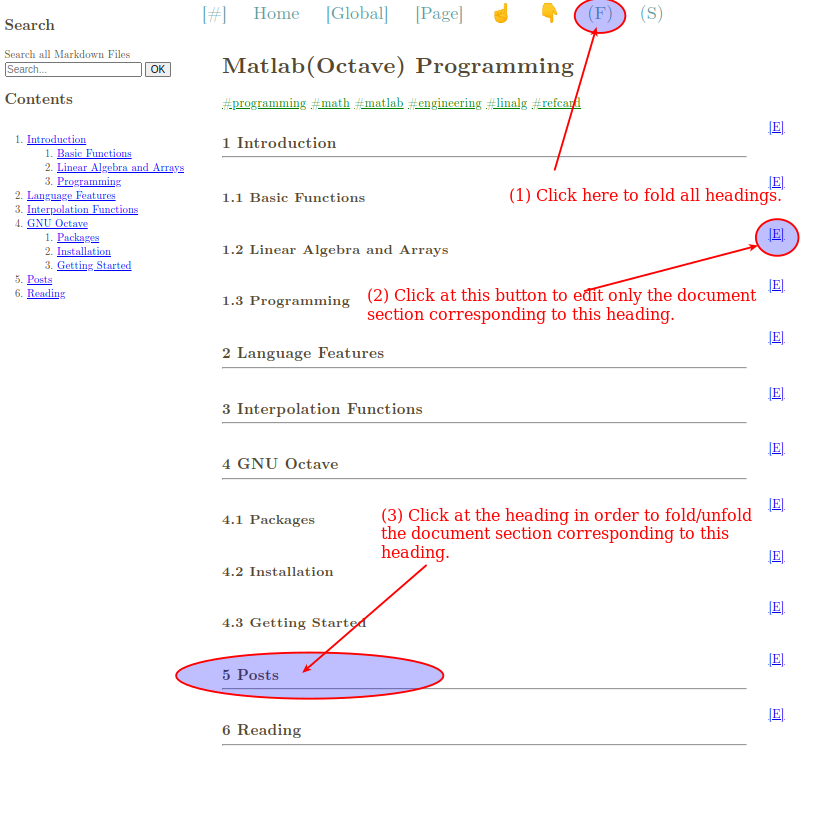 [#] Home [Global] [Page] ☝ 👇 (F) (S)
Search
Search all Markdown Files
Search... OK
Contents
1. Introduction
1. Basic Functions
2. Linear Algebra and Arrays
3. Programming
2. Language Features
3. Interpolation Functions
4. GNU Octave
1. Packages
2. Installation
3. Getting Started
5. Posts
6. Reading
Matlab(Octave) Programming
#programming #math #matlab #engineering #linalg #refcard
[E]
1 Introduction
[E]
1.1 Basic Functions
(1) Click here to fold all headings.
[E]
1.2 Linear Algebra and Arrays
[E]
1.3 Programming
(2) Click at this button to edit only the document
section corresponding to this heading.
[E]
2 Language Features
[E]
3 Interpolation Functions
[E]
4 GNU Octave
[E]
4.1 Packages
(3) Click at the heading in order to fold/unfold
the document section corresponding to this
heading.
[E]
4.2 Installation
[E]
4.3 Getting Started
[E]
5 Posts
[E]
6 Reading